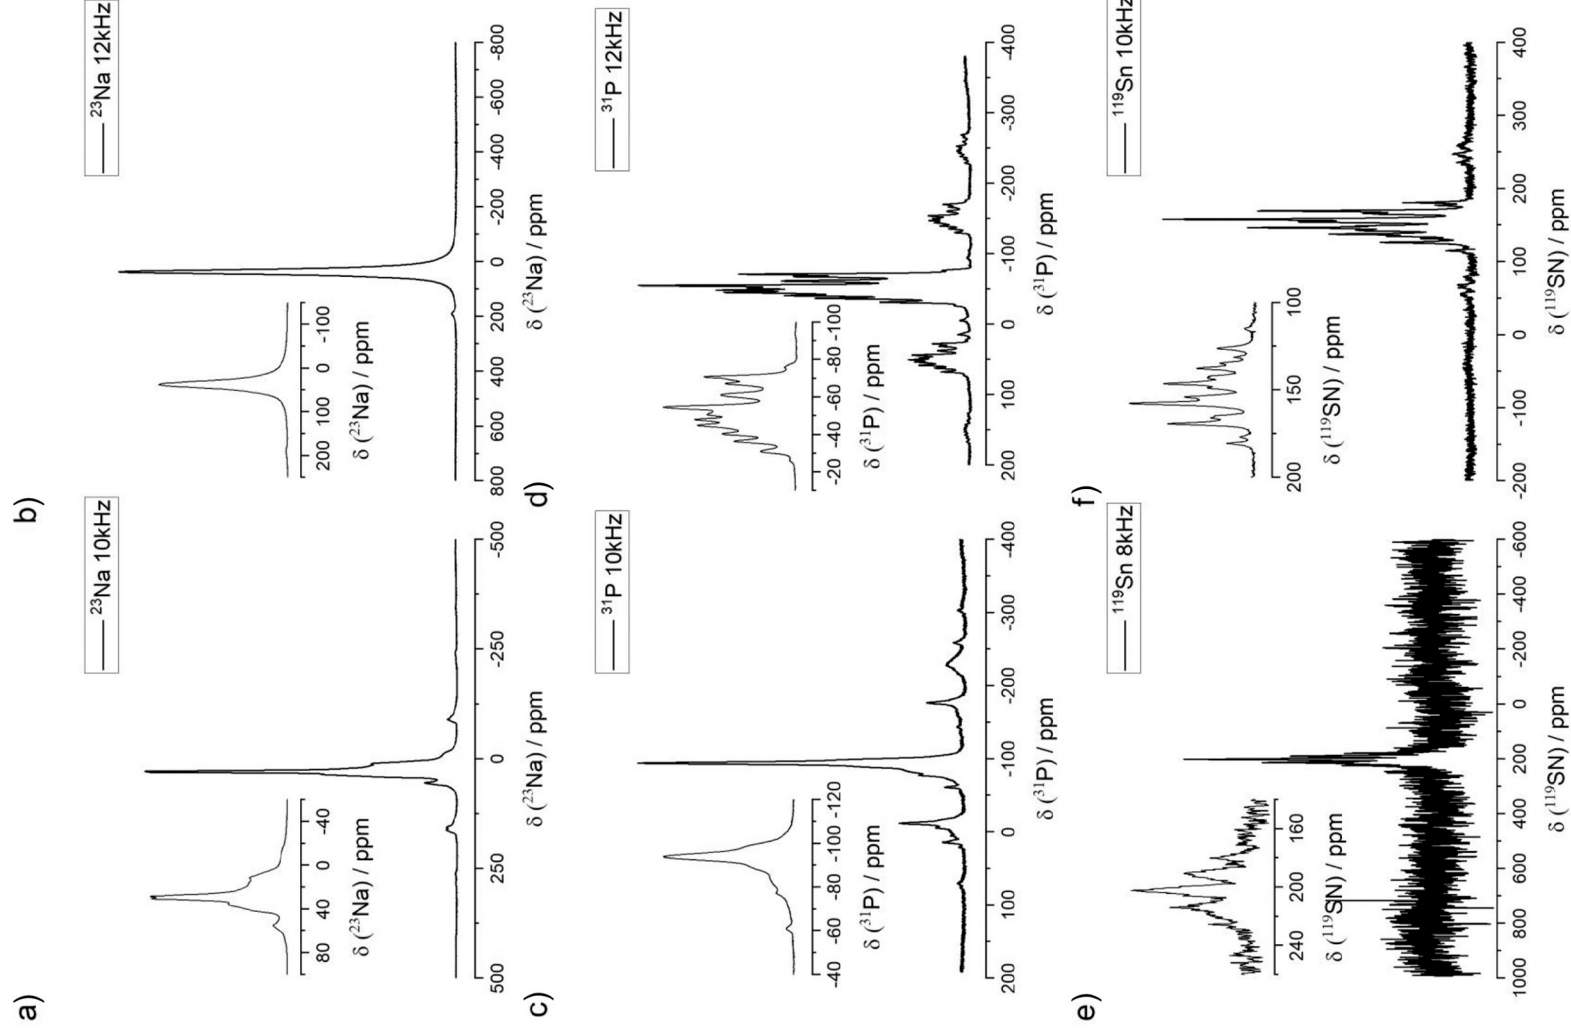 a)
²³Na 10kHz
80 40 0 -40
δ (²³Na) / ppm
500 250 0 -250 -500
δ (²³Na) / ppm
b)
²³Na 12kHz
200 100 0 -100
δ (²³Na) / ppm
800 600 400 200 0 -200 -400 -600 -800
δ (²³Na) / ppm
c)
³¹P 10kHz
-40 -60 -80 -100 -120
δ (³¹P) / ppm
200 100 0 -100 -200 -300 -400
δ (³¹P) / ppm
d)
³¹P 12kHz
-20 -40 -60 -80 -100
δ (³¹P) / ppm
200 100 0 -100 -200 -300 -400
δ (³¹P) / ppm
e)
¹¹⁹Sn 8kHz
240 200 160
δ (¹¹⁹SN) / ppm
1000 800 600 400 200 0 -200 -400 -600
δ (¹¹⁹SN) / ppm
f)
¹¹⁹Sn 10kHz
200 150 100
δ (¹¹⁹SN) / ppm
-200 -100 0 100 200 300 400
δ (¹¹⁹SN) / ppm